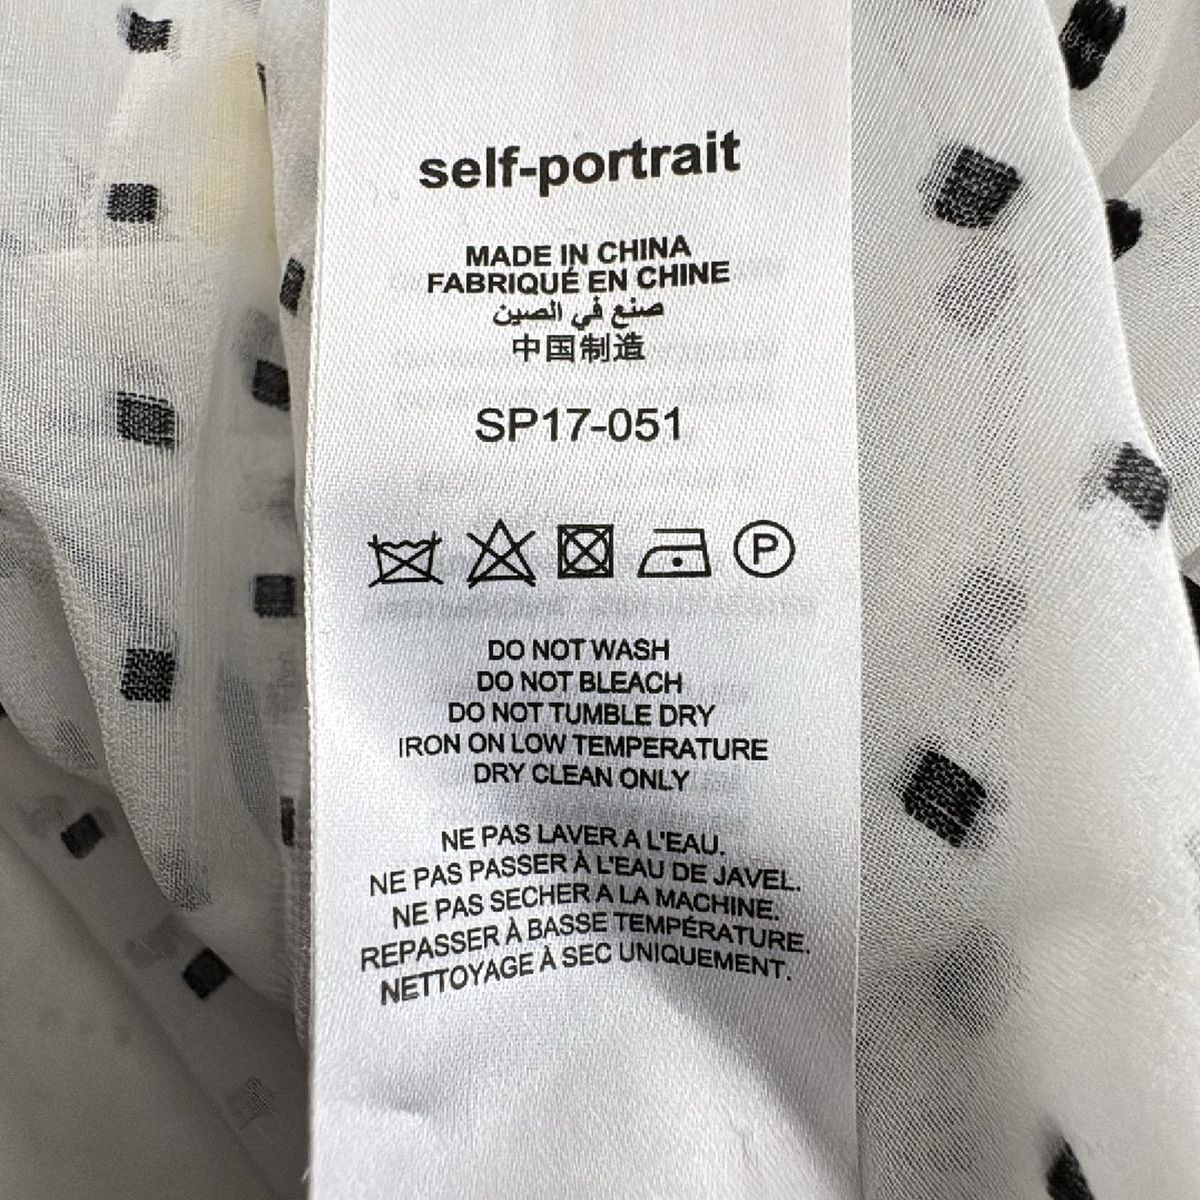 self-portrait
MADE IN CHINA
FABRIQUÉ EN CHINE
صنع في الصين
中国制造
SP17-051
P
DO NOT WASH
DO NOT BLEACH
DO NOT TUMBLE DRY
IRON ON LOW TEMPERATURE
DRY CLEAN ONLY
NE PAS LAVER A L'EAU.
NE PAS PASSER À L'EAU DE JAVEL.
NE PAS SECHER A LA MACHINE.
REPASSER À BASSE TEMPÉRATURE.
NETTOYAGE À SEC UNIQUEMENT.